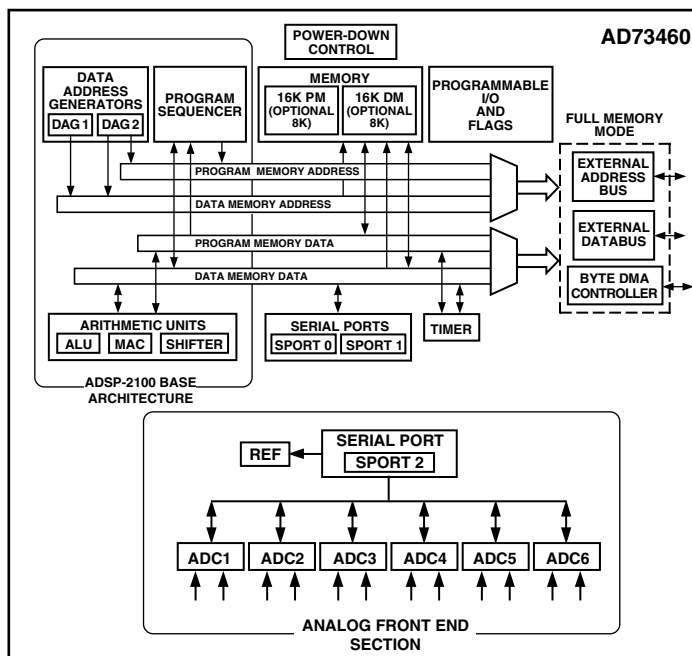 AD73460
POWER-DOWN
CONTROL
DATA
ADDRESS
GENERATORS
DAG 1
DAG 2
PROGRAM
SEQUENCER
MEMORY
16K PM
(OPTIONAL
8K)
16K DM
(OPTIONAL
8K)
PROGRAMMABLE
I/O
AND
FLAGS
FULL MEMORY
MODE
EXTERNAL
ADDRESS
BUS
EXTERNAL
DATABUS
BYTE DMA
CONTROLLER
PROGRAM MEMORY ADDRESS
DATA MEMORY ADDRESS
PROGRAM MEMORY DATA
DATA MEMORY DATA
ARITHMETIC UNITS
ALU
MAC
SHIFTER
SERIAL PORTS
SPORT 0
SPORT 1
TIMER
ADSP-2100 BASE
ARCHITECTURE
SERIAL PORT
SPORT 2
REF
ADC1
ADC2
ADC3
ADC4
ADC5
ADC6
ANALOG FRONT END
SECTION